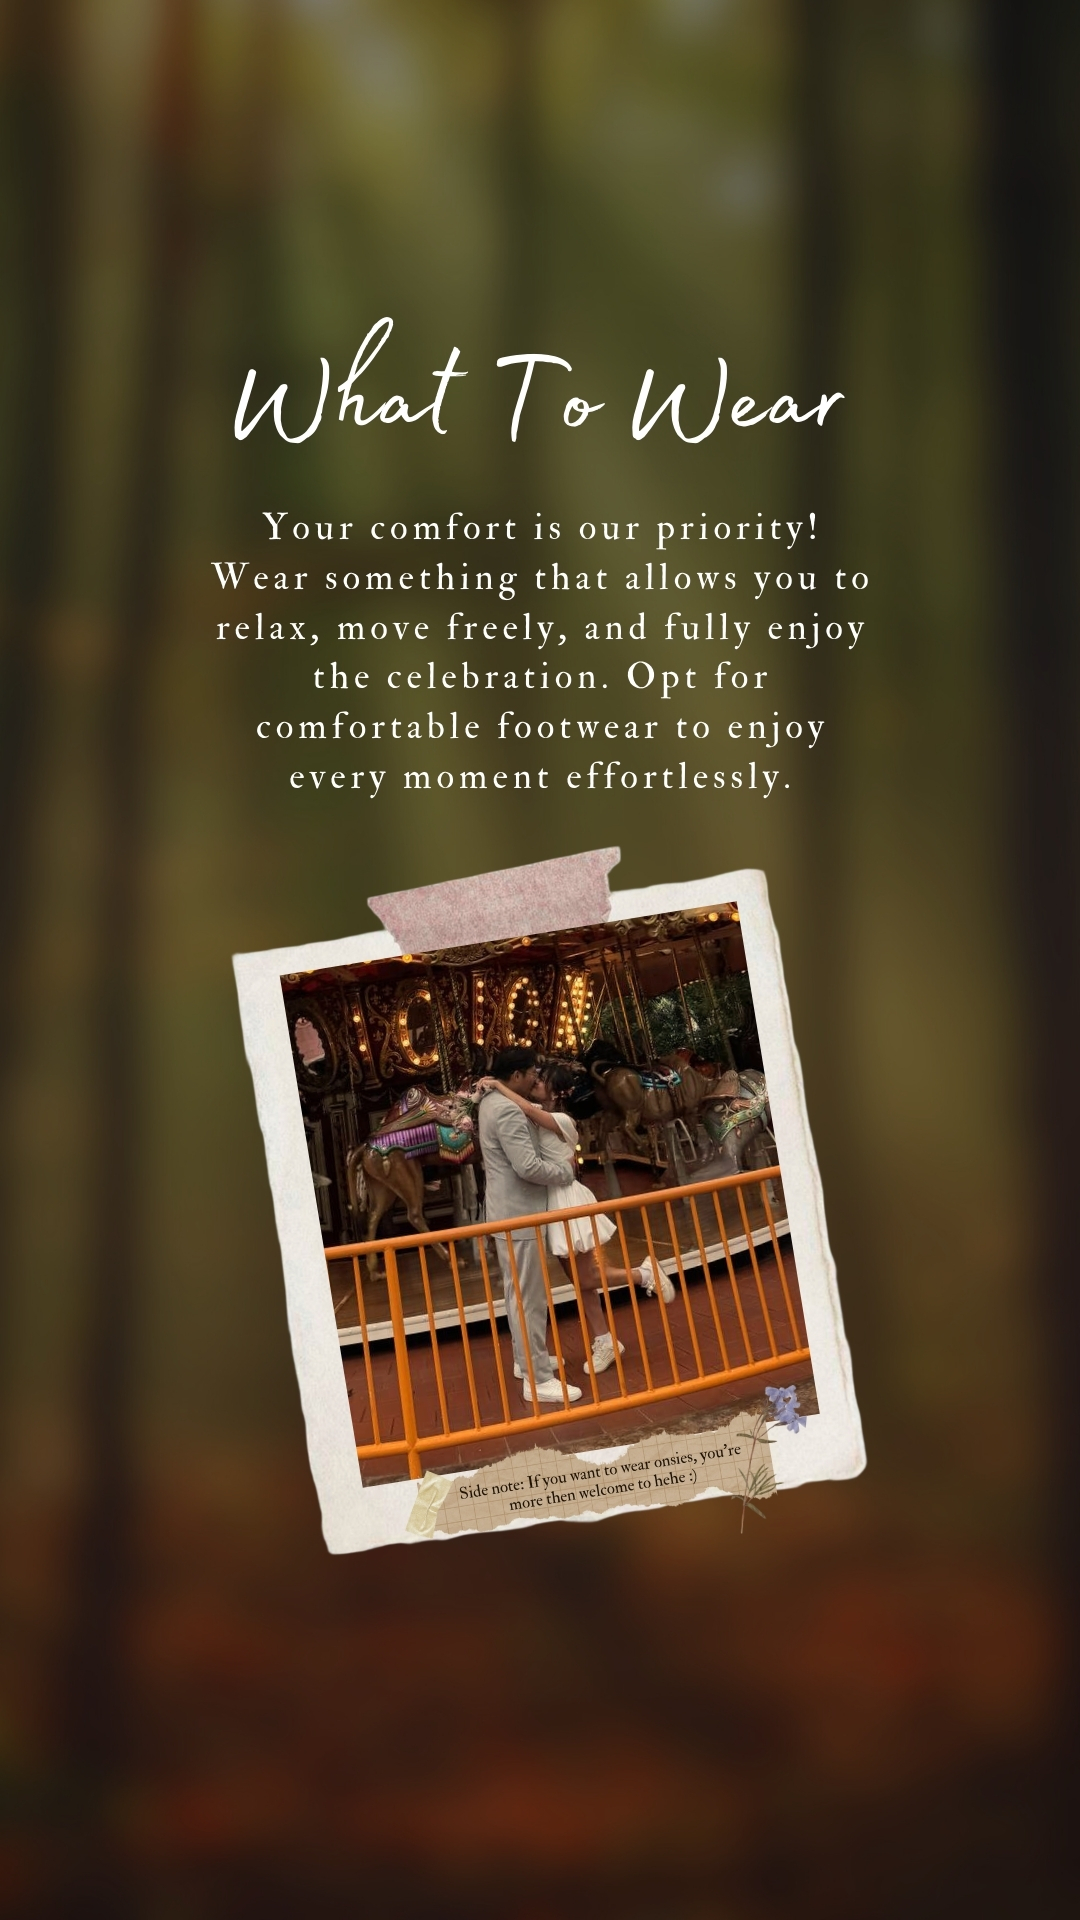 What To Wear
Your comfort is our priority!
Wear something that allows you to
relax, move freely, and fully enjoy
the celebration. Opt for
comfortable footwear to enjoy
every moment effortlessly.
Side note: If you want to wear onsies, you're
more then welcome to hehe :)